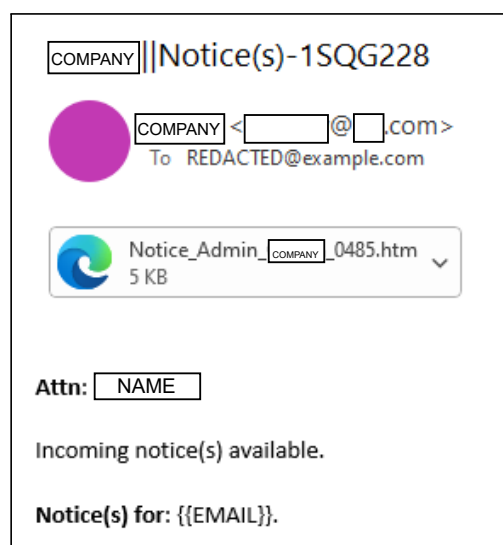 COMPANY||Notice(s)-1SQG228
COMPANY < @ .com>
To REDACTED@example.com
Notice_Admin_COMPANY_0485.htm
5 KB
Attn: NAME
Incoming notice(s) available.
Notice(s) for: {{EMAIL}}.